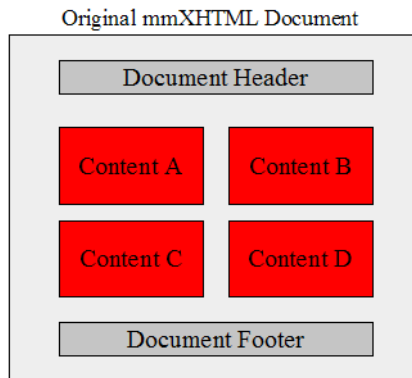 Original mmXHTML Document
Document Header
Content A
Content B
Content C
Content D
Document Footer